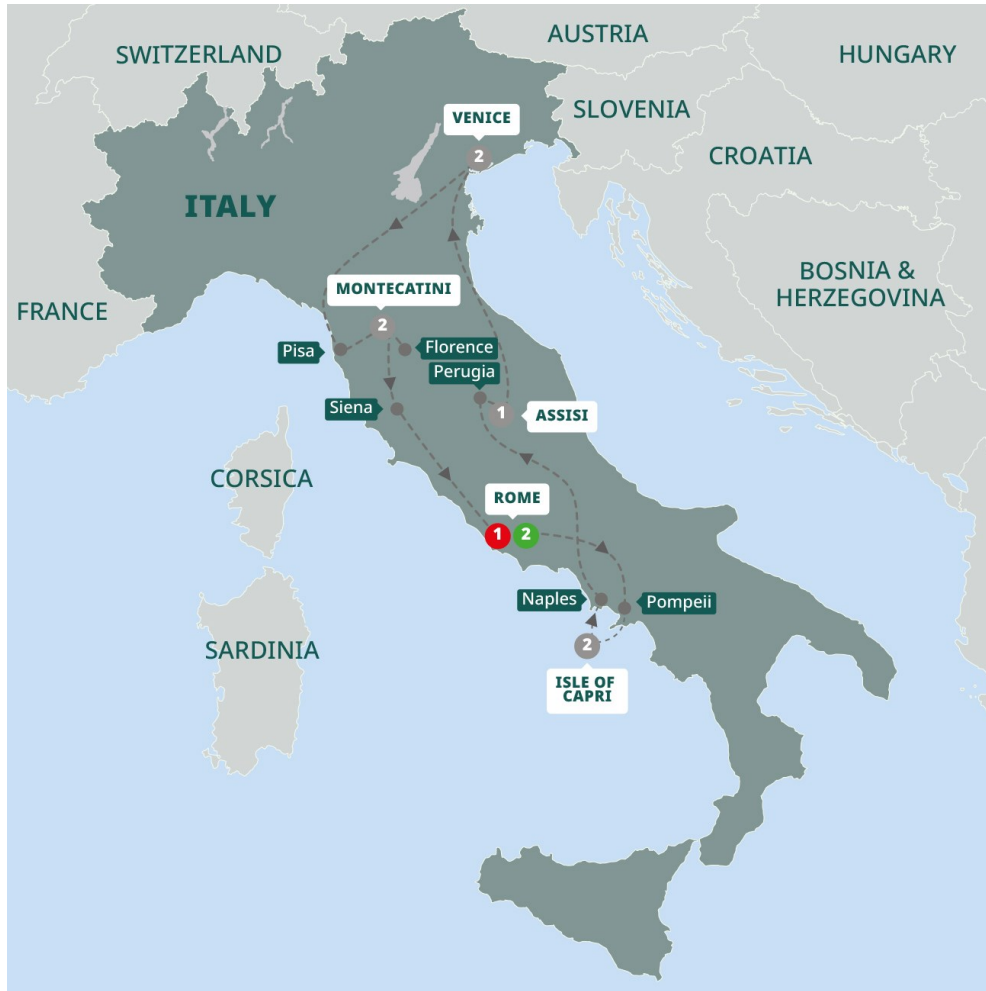 AUSTRIA
SWITZERLAND
HUNGARY
SLOVENIA
VENICE
2
CROATIA
ITALY
BOSNIA &
HERZEGOVINA
MONTECATINI
2
FRANCE
Pisa
Florence
Perugia
Siena
1
ASSISI
CORSICA
ROME
1 2
Naples
Pompeii
2
SARDINIA
ISLE OF
CAPRI